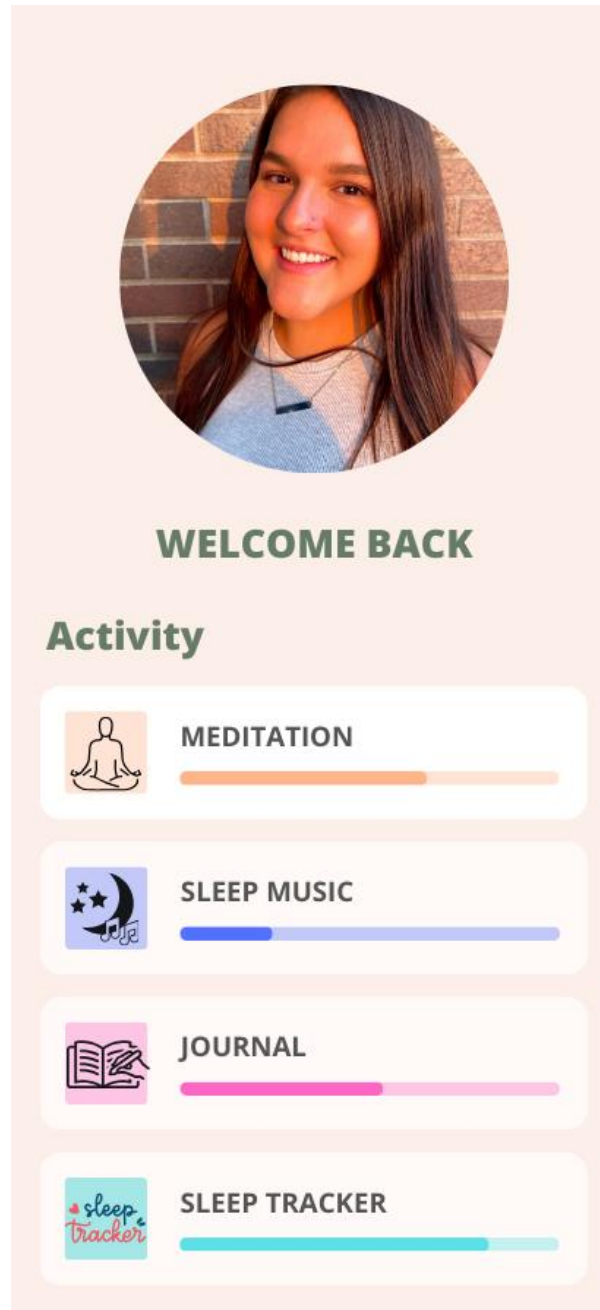 WELCOME BACK
Activity
MEDITATION
SLEEP MUSIC
JOURNAL
sleep
tracker
SLEEP TRACKER